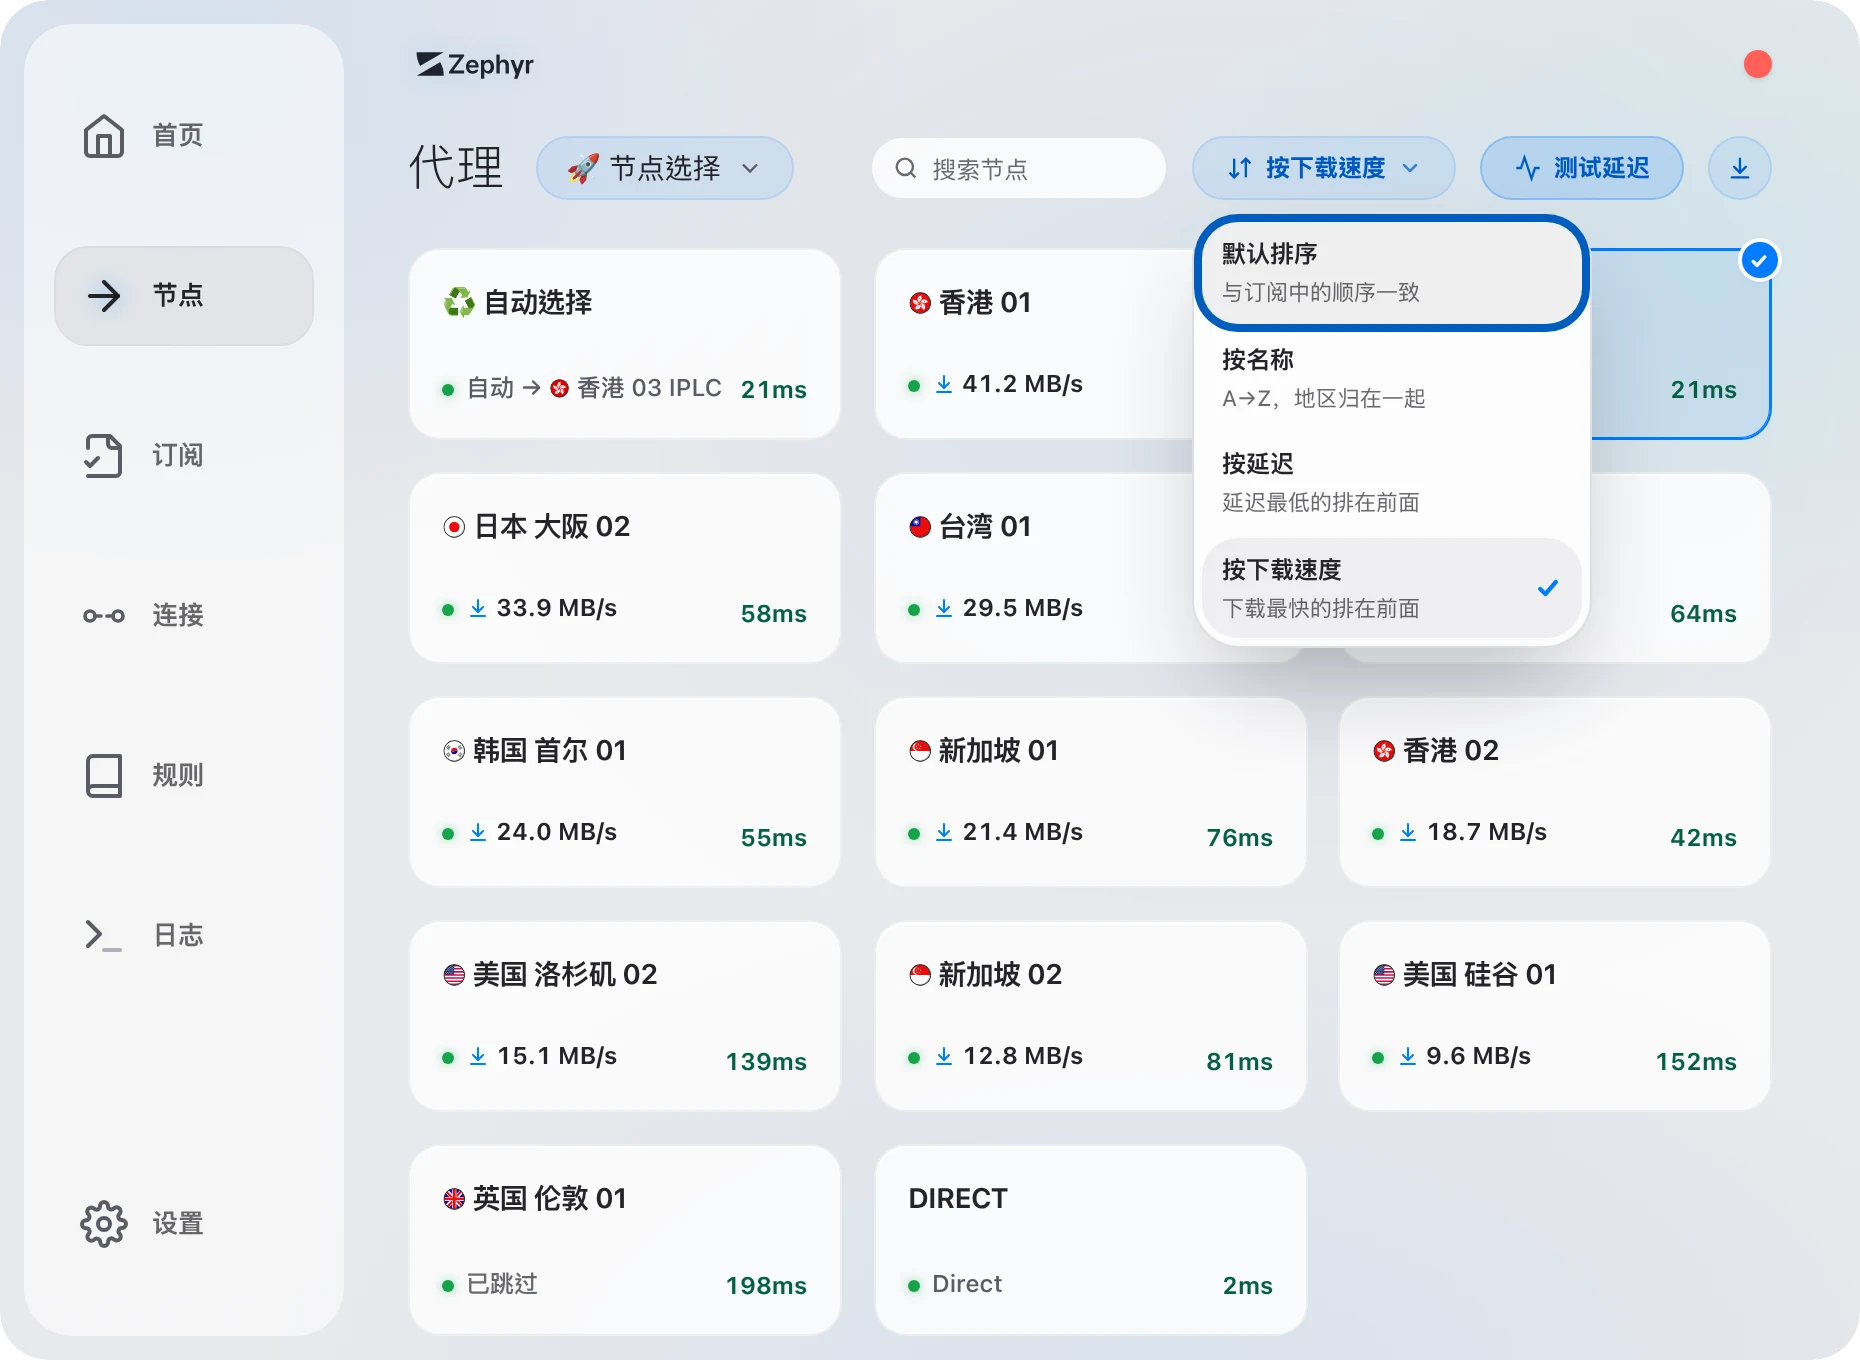 Zephyr
首页
节点
订阅
连接
规则
日志
设置
代理
节点选择
搜索节点
按下载速度
测试延迟
默认排序
与订阅中的顺序一致
按名称
A→Z，地区归在一起
按延迟
延迟最低的排在前面
按下载速度
下载最快的排在前面
自动选择
自动 → 香港 03 IPLC 21ms
香港 01
41.2 MB/s
21ms
日本 大阪 02
33.9 MB/s 58ms
台湾 01
29.5 MB/s
64ms
韩国 首尔 01
24.0 MB/s 55ms
新加坡 01
21.4 MB/s 76ms
香港 02
18.7 MB/s 42ms
美国 洛杉矶 02
15.1 MB/s 139ms
新加坡 02
12.8 MB/s 81ms
美国 硅谷 01
9.6 MB/s 152ms
英国 伦敦 01
已跳过 198ms
DIRECT
Direct 2ms